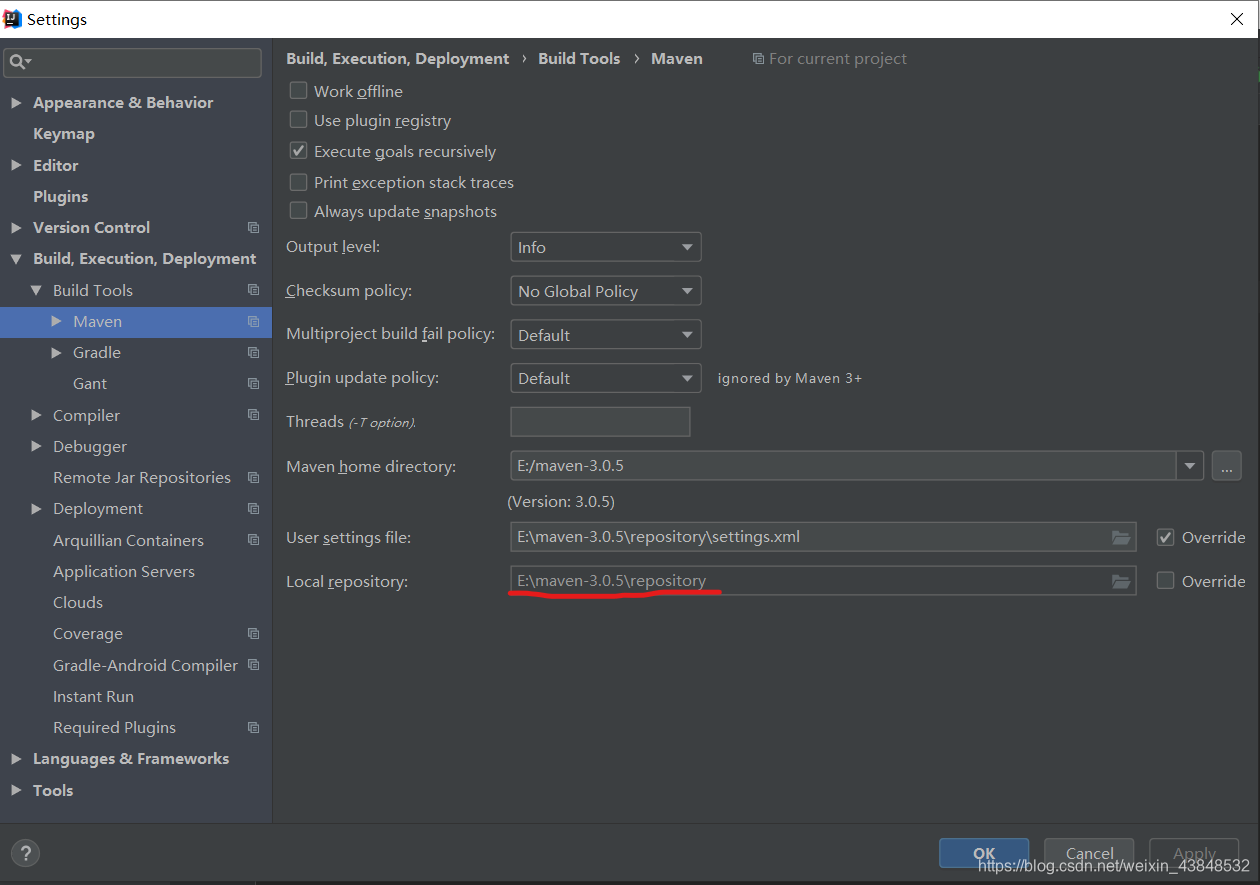 Settings
Build, Execution, Deployment › Build Tools › Maven For current project
Appearance & Behavior
Keymap
Editor
Plugins
Version Control
Build, Execution, Deployment
Build Tools
Maven
Gradle
Gant
Compiler
Debugger
Remote Jar Repositories
Deployment
Arquillian Containers
Application Servers
Clouds
Coverage
Gradle-Android Compiler
Instant Run
Required Plugins
Languages & Frameworks
Tools
Work offline
Use plugin registry
Execute goals recursively
Print exception stack traces
Always update snapshots
Output level: Info
Checksum policy: No Global Policy
Multiproject build fail policy: Default
Plugin update policy: Default ignored by Maven 3+
Threads (-T option).
Maven home directory: E:/maven-3.0.5 ...
(Version: 3.0.5)
User settings file: E:\maven-3.0.5\repository\settings.xml Override
Local repository: E:\maven-3.0.5\repository Override
? OK Cancel Apply
https://blog.csdn.net/weixin_43848532